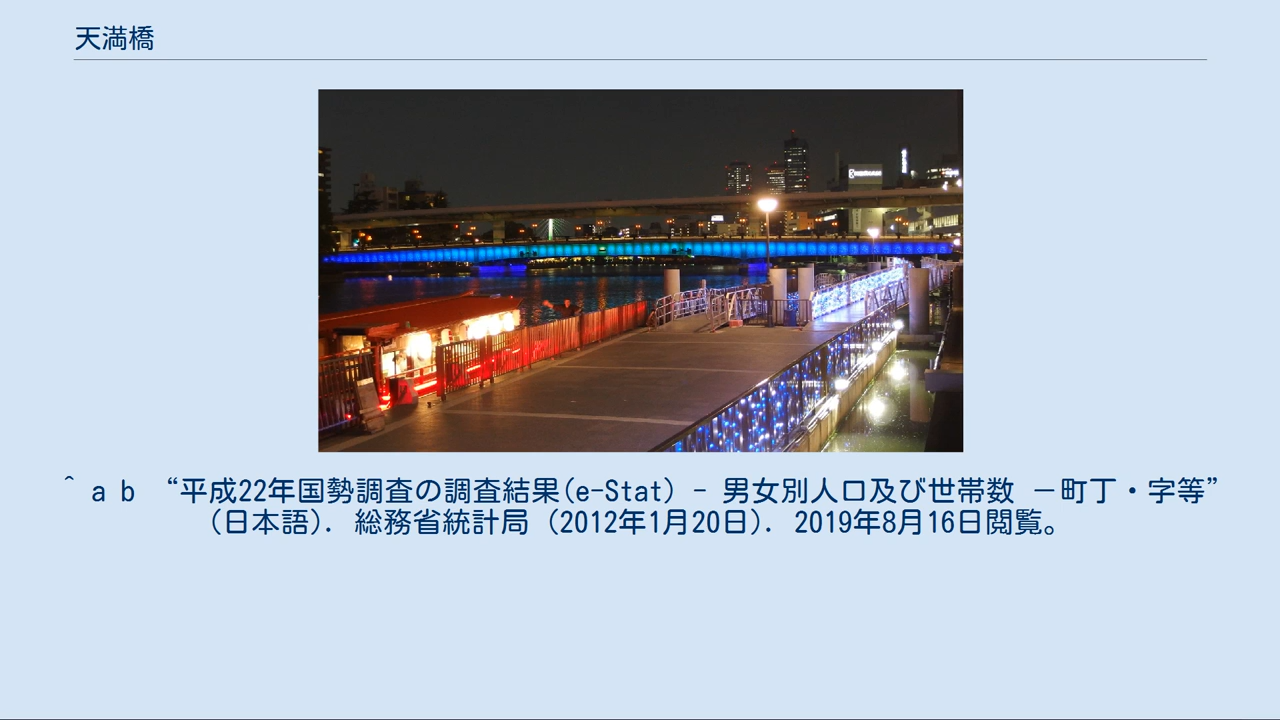 天満橋
^ a b “平成22年国勢調査の調査結果(e-Stat) - 男女別人口及び世帯数 －町丁・字等”
(日本語). 総務省統計局 (2012年1月20日). 2019年8月16日閲覧。